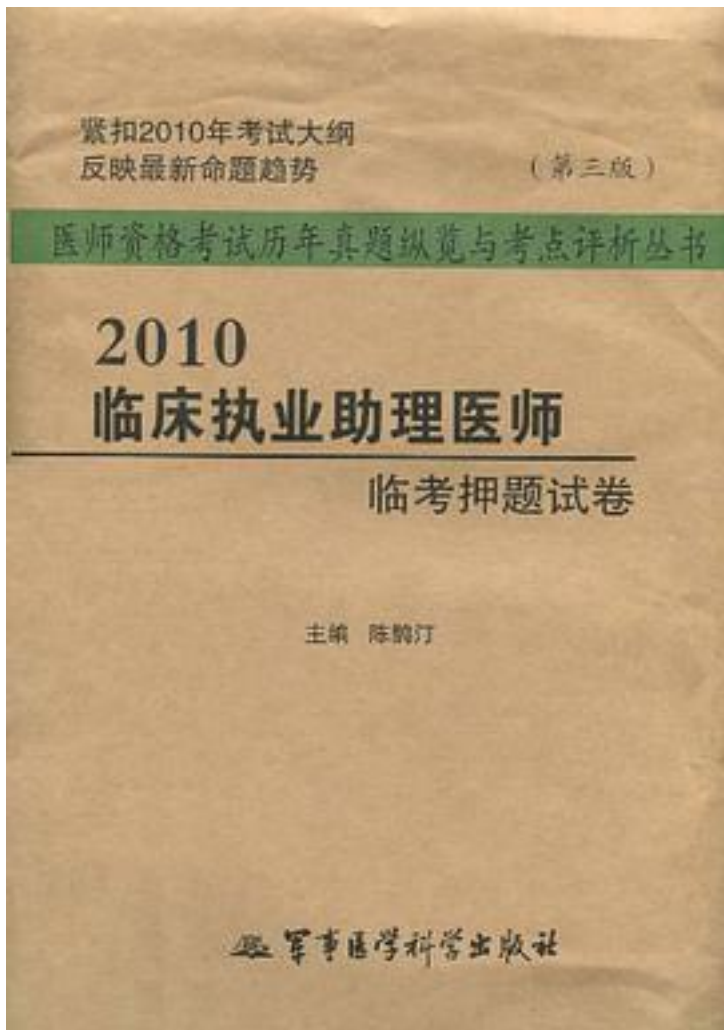 紧扣2010年考试大纲
反映最新命题趋势
(第三版)
医师资格考试历年真题纵览与考点评析丛书
2010
临床执业助理医师
临考押题试卷
主编 陈鹊汀
军事医学科学出版社